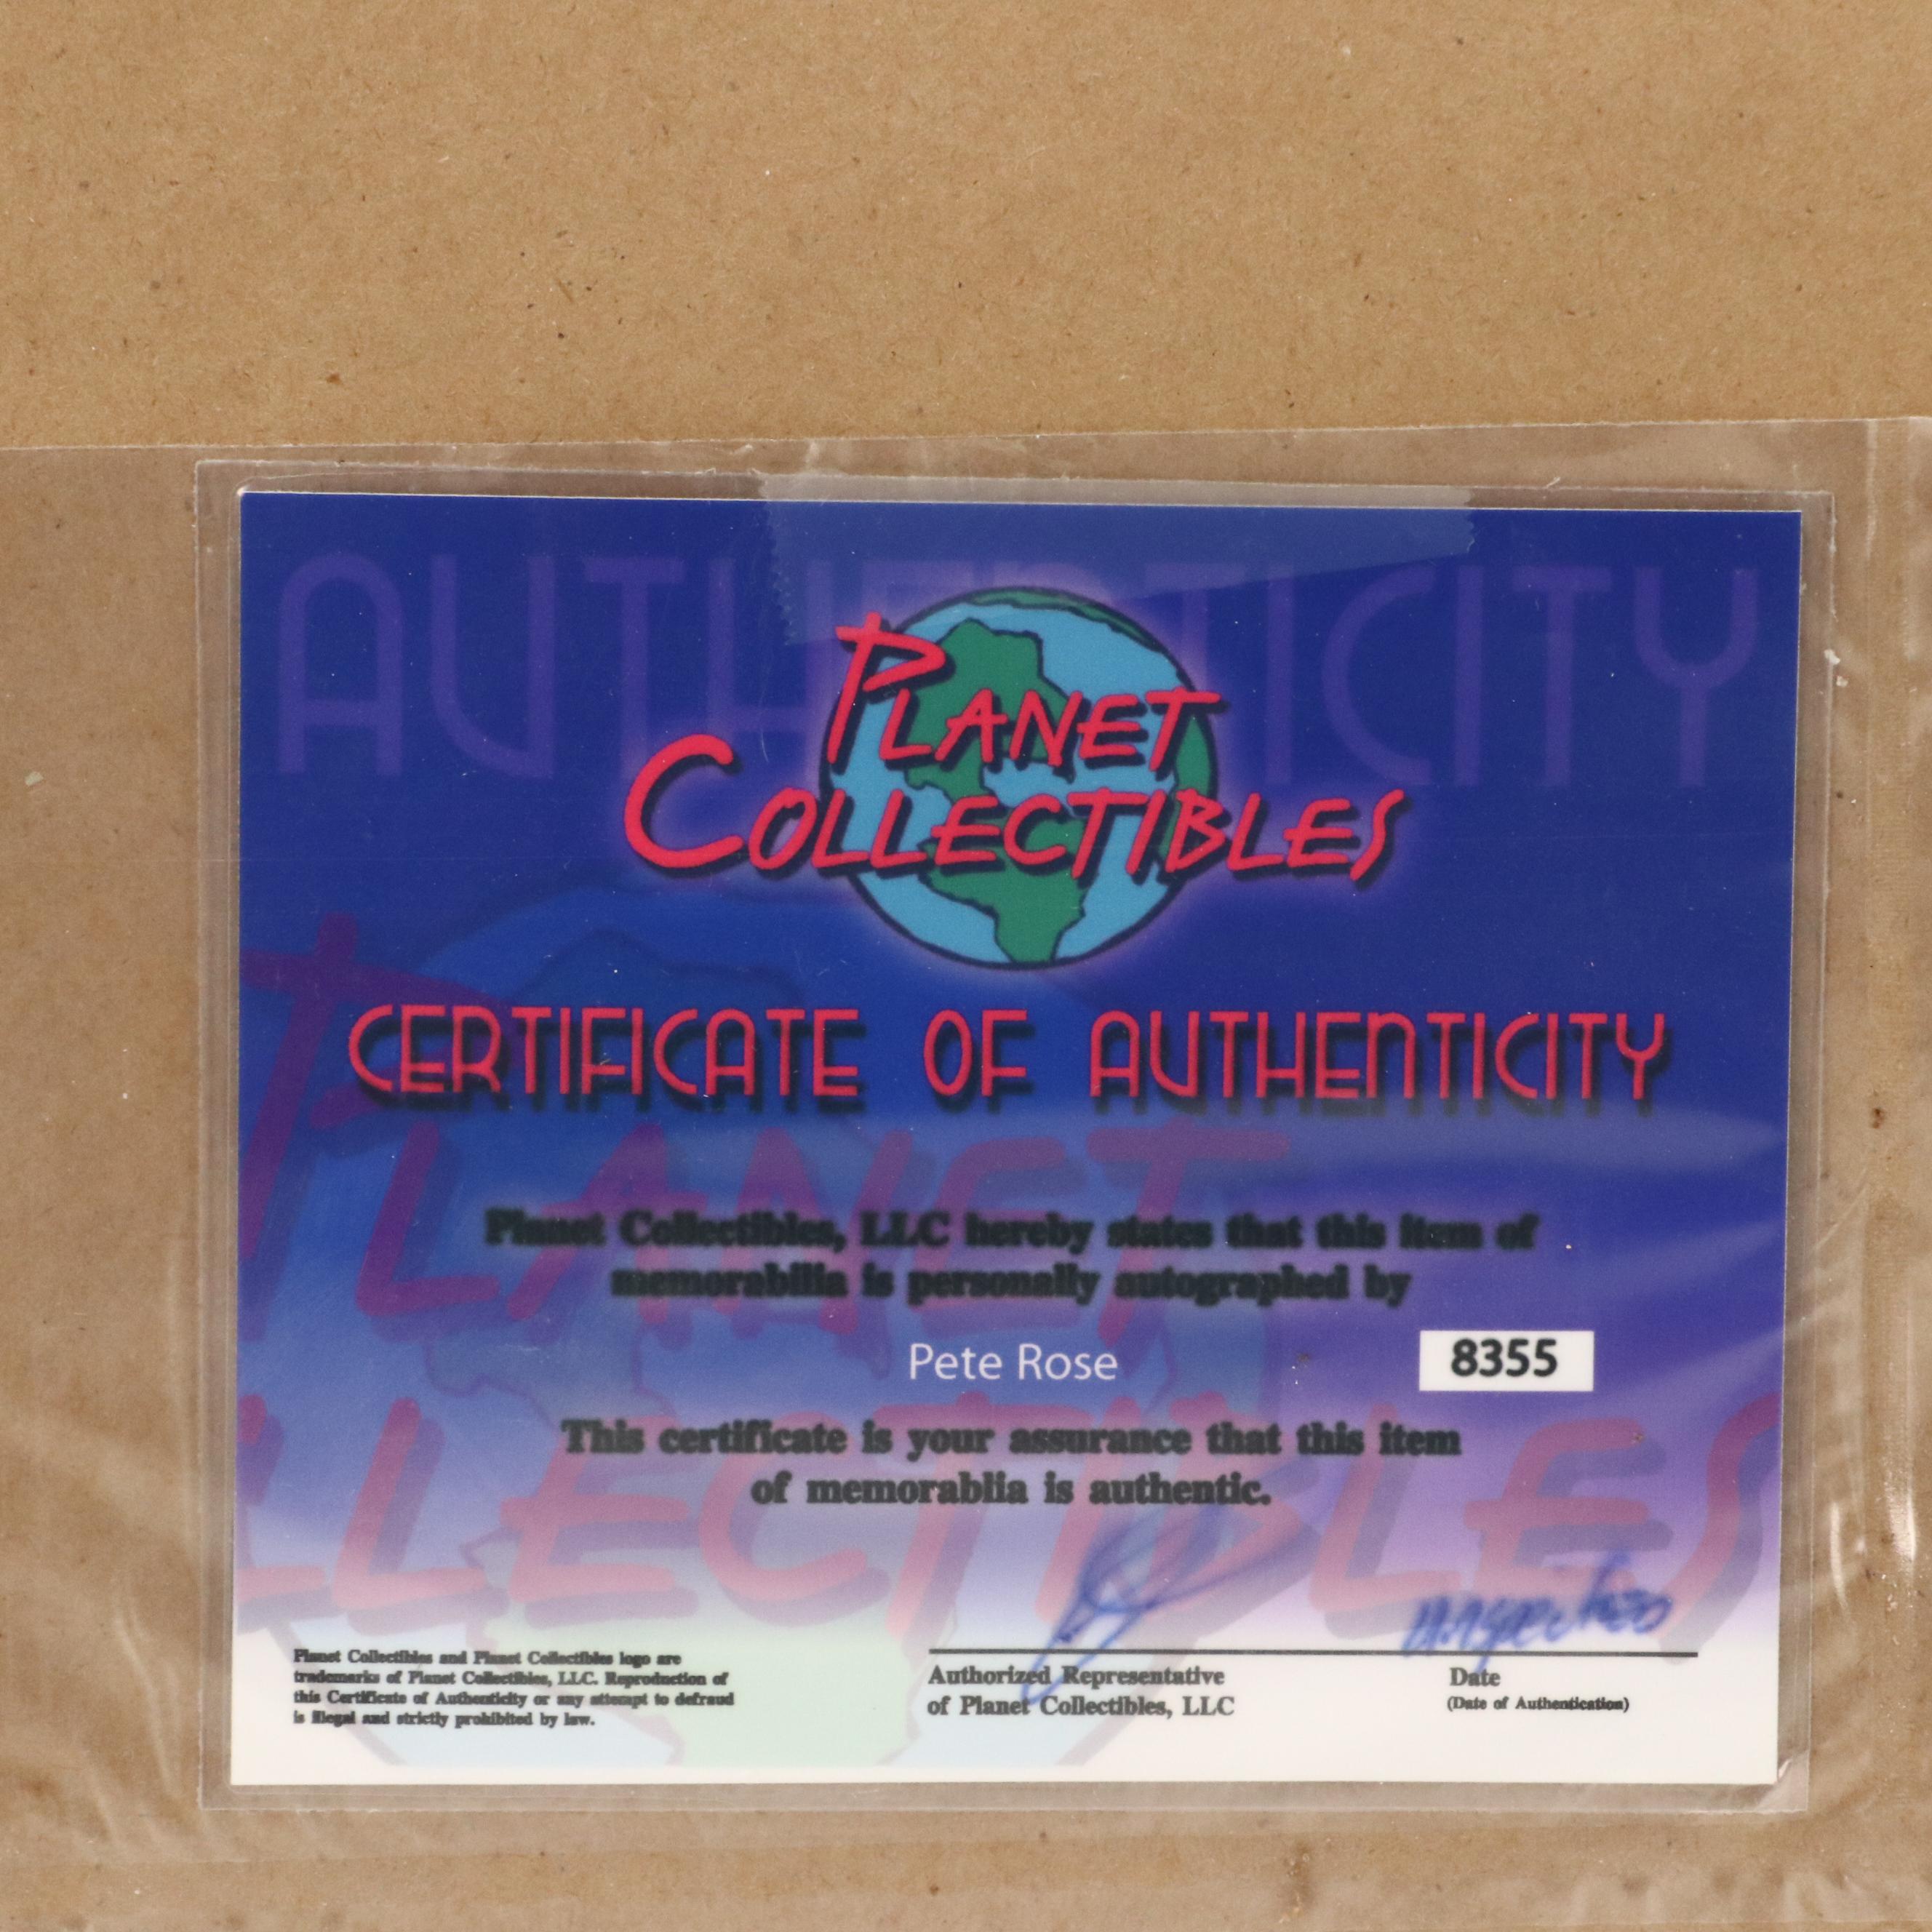 AUTHENTICITY
PLANET
COLLECTIBLES
CERTIFICATE OF AUTHENTICITY
PLANET
COLLECTIBLES
Planet Collectibles, LLC hereby states that this item of
memorabilia is personally autographed by
Pete Rose
8355
This certificate is your assurance that this item
of memorablia is authentic.
Planet Collectibles and Planet Collectibles logo are
trademarks of Planet Collectibles, LLC. Reproduction of
this Certificate of Authenticity or any attempt to defraud
is illegal and strictly prohibited by law.
Authorized Representative
of Planet Collectibles, LLC
Date
(Date of Authentication)